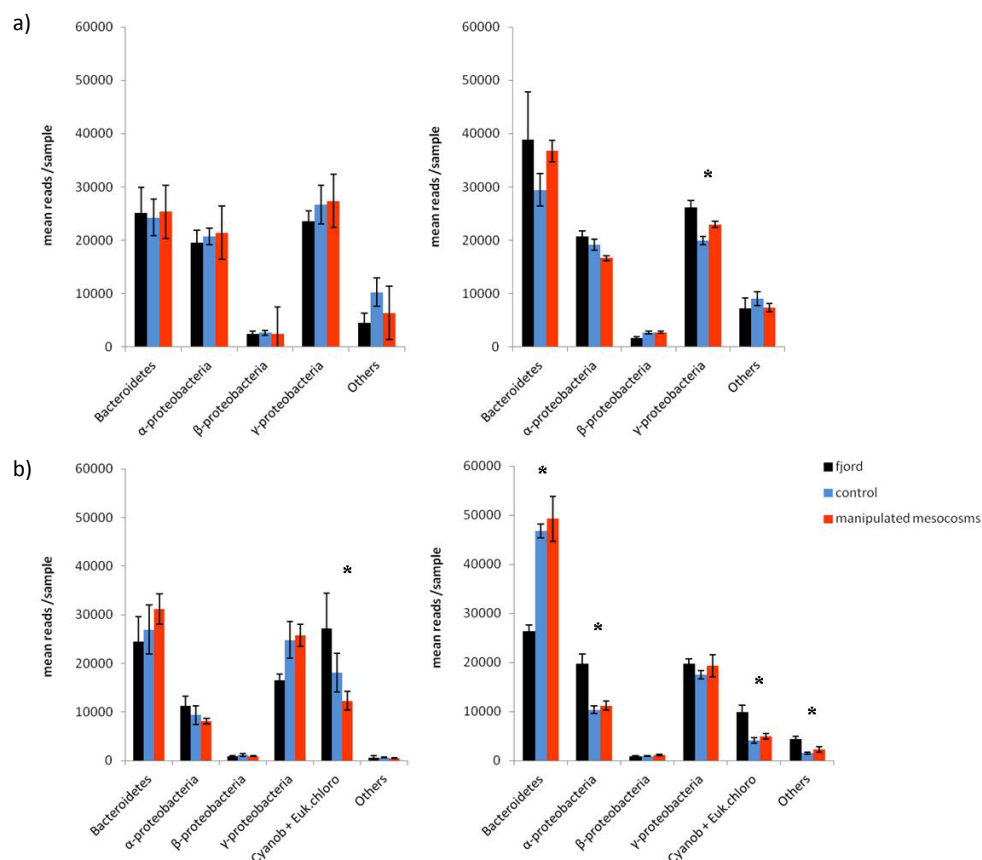 a)
60000
50000
40000
30000
20000
10000
0
mean reads /sample
Bacteroidetes
α-proteobacteria
β-proteobacteria
γ-proteobacteria
Others
60000
50000
40000
30000
20000
10000
0
mean reads /sample
*
Bacteroidetes
α-proteobacteria
β-proteobacteria
γ-proteobacteria
Others
b)
60000
50000
40000
30000
20000
10000
0
mean reads/sample
*
Bacteroidetes
α-proteobacteria
β-proteobacteria
γ-proteobacteria
Cyanob + Euk.chloro
Others
60000
50000
40000
30000
20000
10000
0
mean reads/sample
*
*
*
*
Bacteroidetes
α-proteobacteria
β-proteobacteria
γ-proteobacteria
Cyanob + Euk.chloro
Others
fjord
control
manipulated mesocosms